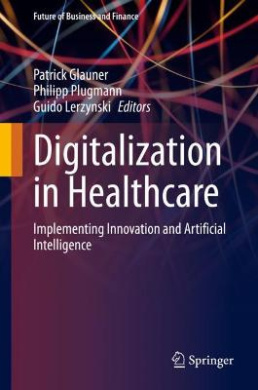 Future of Business and Finance
Patrick Glauner
Philipp Plugmann
Guido Lerzynski Editors
Digitalization
in Healthcare
Implementing Innovation and Artificial
Intelligence
Springer